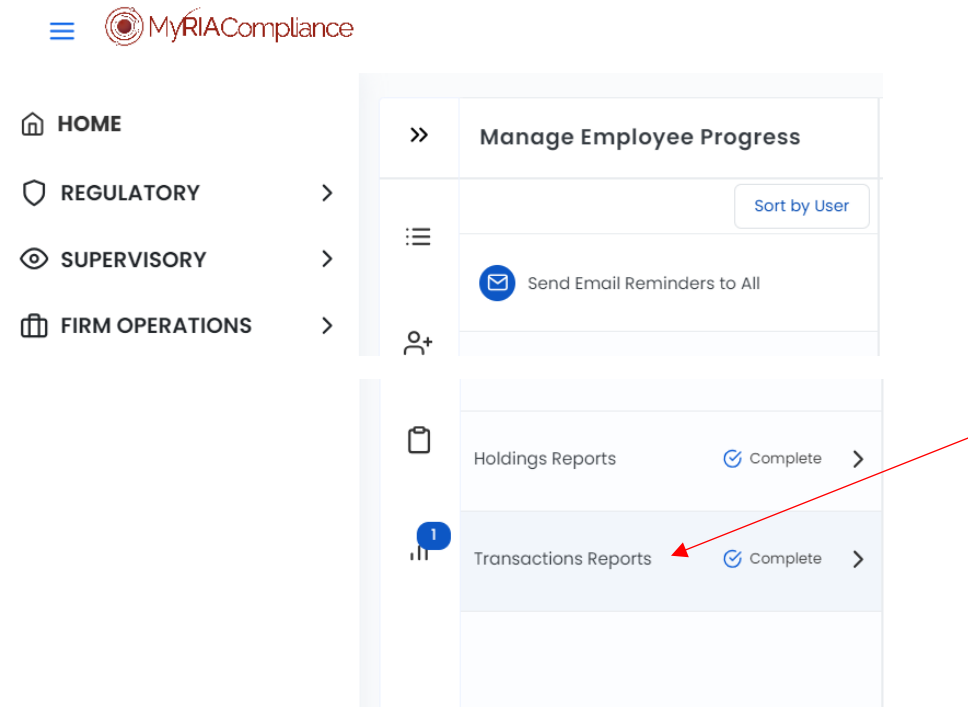 MyRIACompliance
HOME
REGULATORY
SUPERVISORY
FIRM OPERATIONS
Manage Employee Progress
Sort by User
Send Email Reminders to All
Holdings Reports Complete
1
Transactions Reports Complete